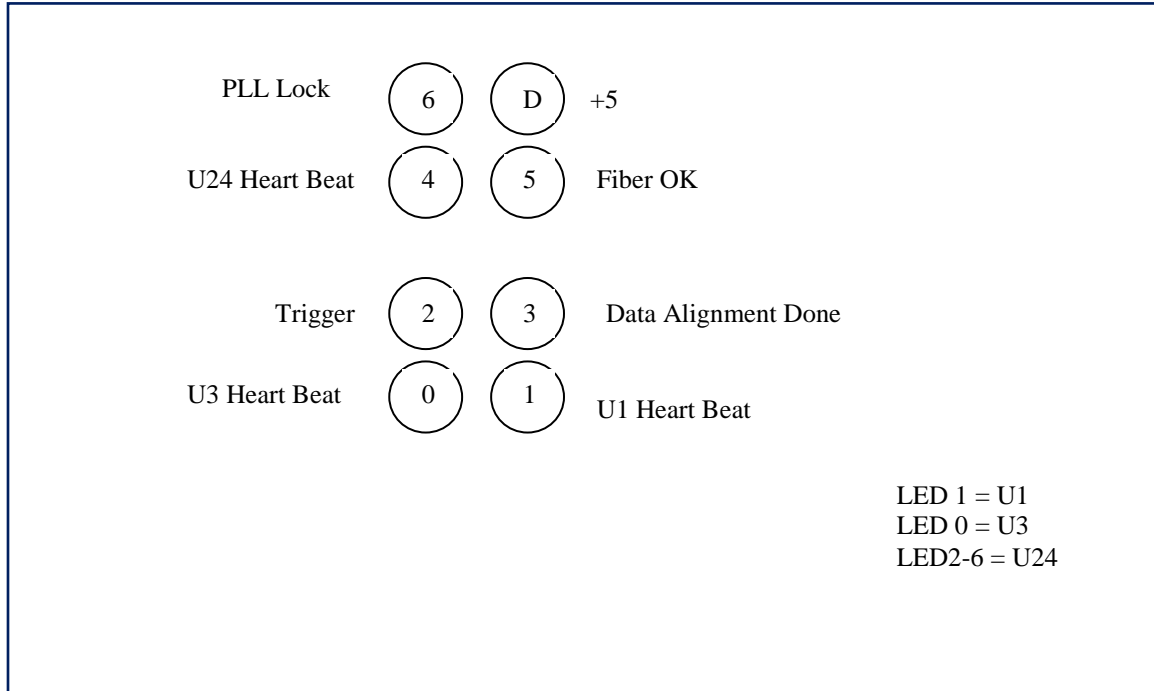 PLL Lock 6 D +5
U24 Heart Beat 4 5 Fiber OK
Trigger 2 3 Data Alignment Done
U3 Heart Beat 0 1 U1 Heart Beat
LED 1 = U1
LED 0 = U3
LED2-6 = U24